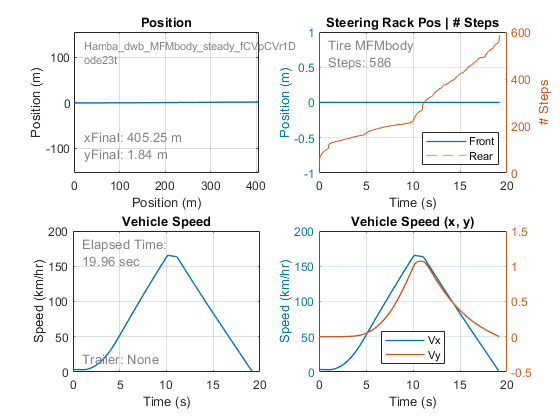 Position
Hamba_dwb_MFMbody_steady_fCVpCVr1D
ode23t
100
0
-100
Position (m)
xFinal: 405.25 m
yFinal: 1.84 m
0 100 200 300 400
Position (m)
Steering Rack Pos | # Steps
Tire MFMbody
Steps: 586
1
0.5
0
-0.5
-1
Position (m)
600
400
200
0
# Steps
Front
Rear
0 5 10 15 20
Time (s)
Vehicle Speed
Elapsed Time:
19.96 sec
200
150
100
50
0
Speed (km/hr)
Trailer: None
0 5 10 15 20
Time (s)
Vehicle Speed (x, y)
200
150
100
50
0
Speed (km/hr)
1.5
1
0.5
0
-0.5
Vx
Vy
0 5 10 15 20
Time (s)